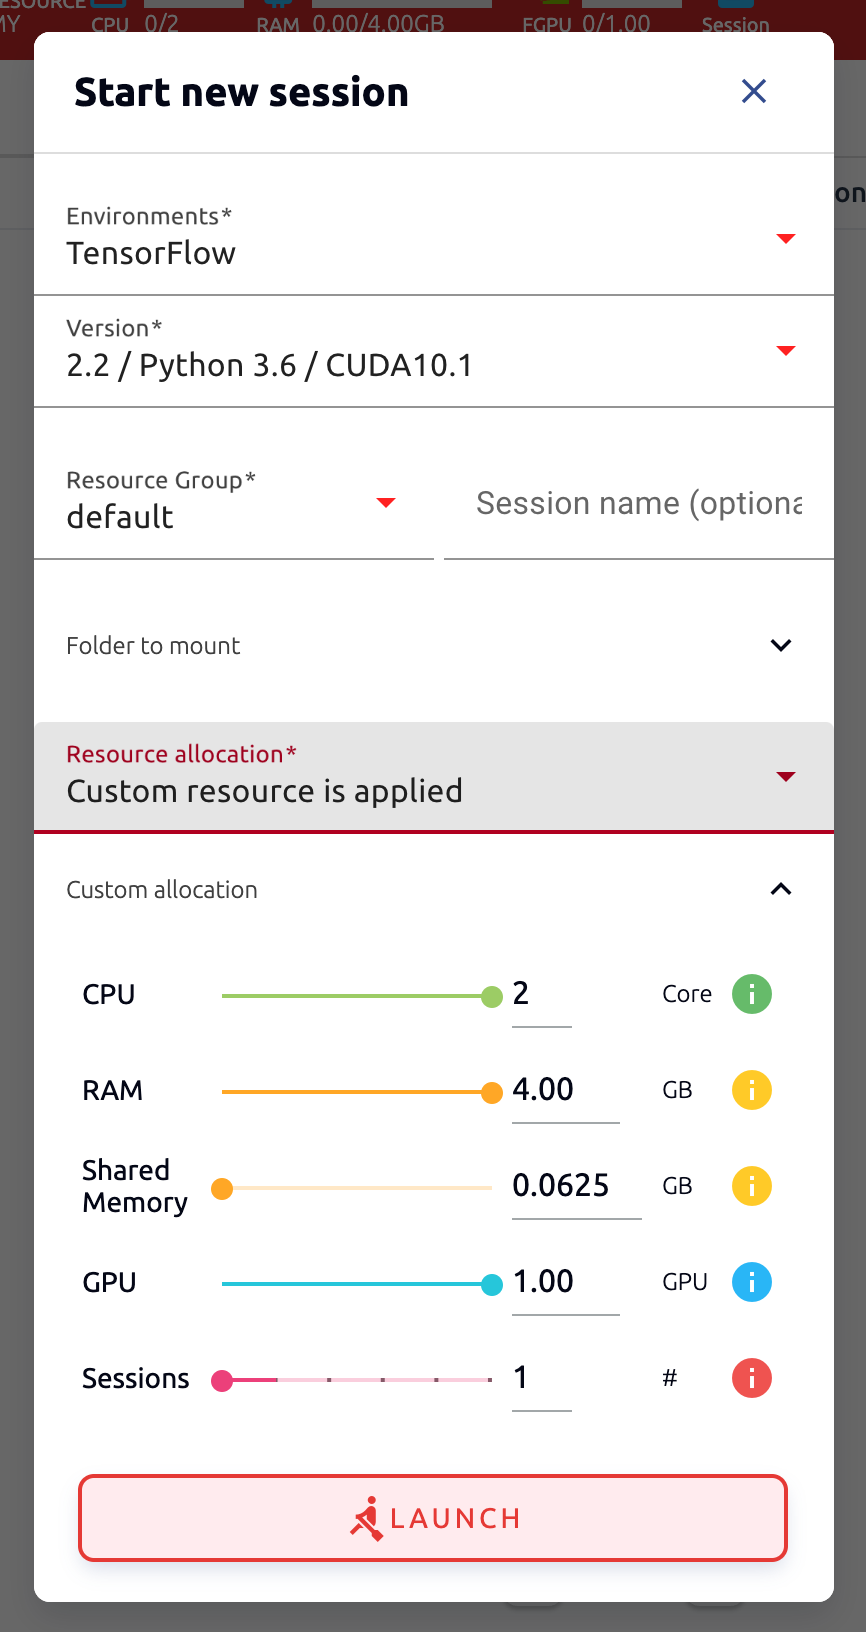 RESOURCE
MY CPU 0/2 RAM 0.00/4.00GB FGPU 0/1.00 Session
Start new session
on
Environments*
TensorFlow
Version*
2.2 / Python 3.6 / CUDA10.1
Resource Group*
default
Session name (optiona
Folder to mount
Resource allocation*
Custom resource is applied
Custom allocation
CPU 2 Core
RAM 4.00 GB
Shared
Memory 0.0625 GB
GPU 1.00 GPU
Sessions 1 #
LAUNCH